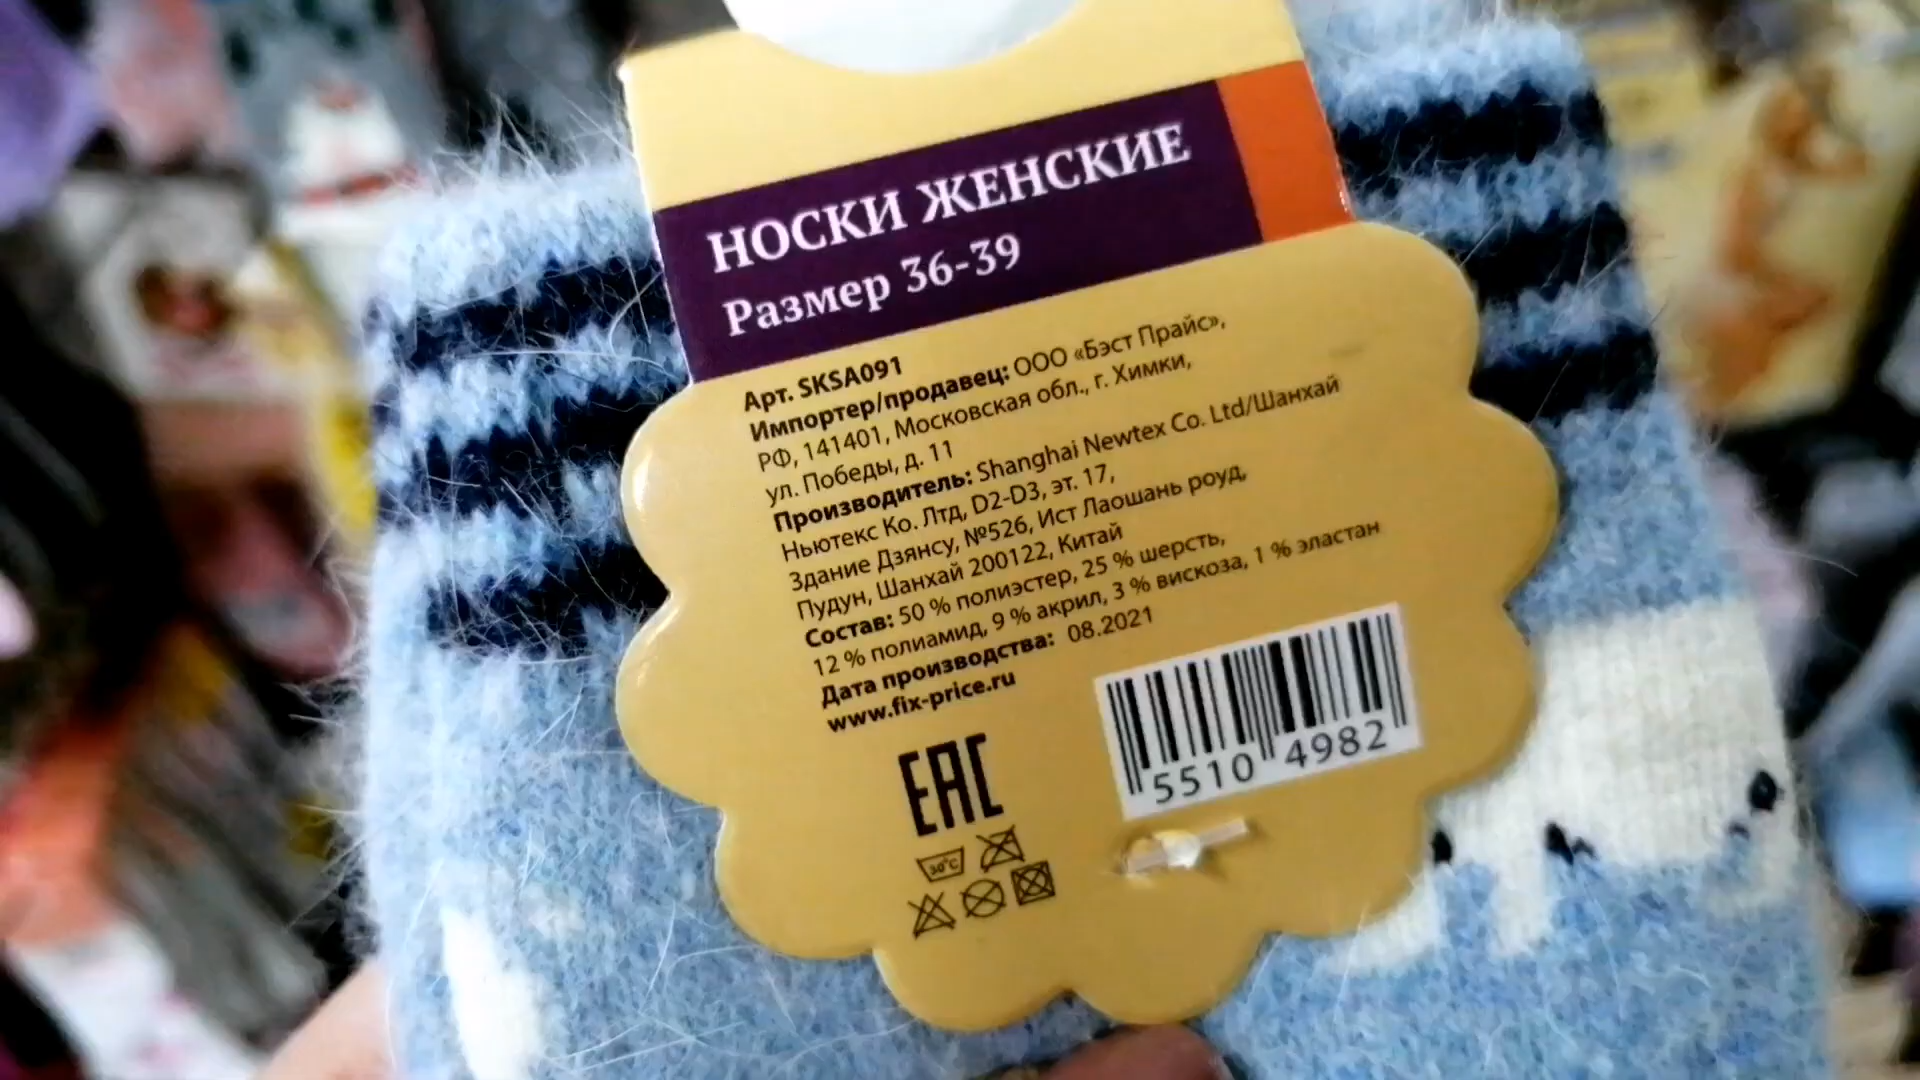 НОСКИ ЖЕНСКИЕ
Размер 36-39
Арт. SKSA091
Импортер/продавец: ООО «Бэст Прайс»,
РФ, 141401, Московская обл., г. Химки,
ул. Победы, д. 11
Производитель: Shanghai Newtex Co. Ltd/Шанхай
Ньютекс Ко. Лтд, D2-D3, эт. 17,
Здание Дзянсу, №526, Ист Лаошань роуд,
Пудун, Шанхай 200122, Китай
Состав: 50 % полиэстер, 25 % шерсть,
12 % полиамид, 9 % акрил, 3 % вискоза, 1 % эластан
Дата производства: 08.2021
www.fix-price.ru
5510 4982
EAC
30°C